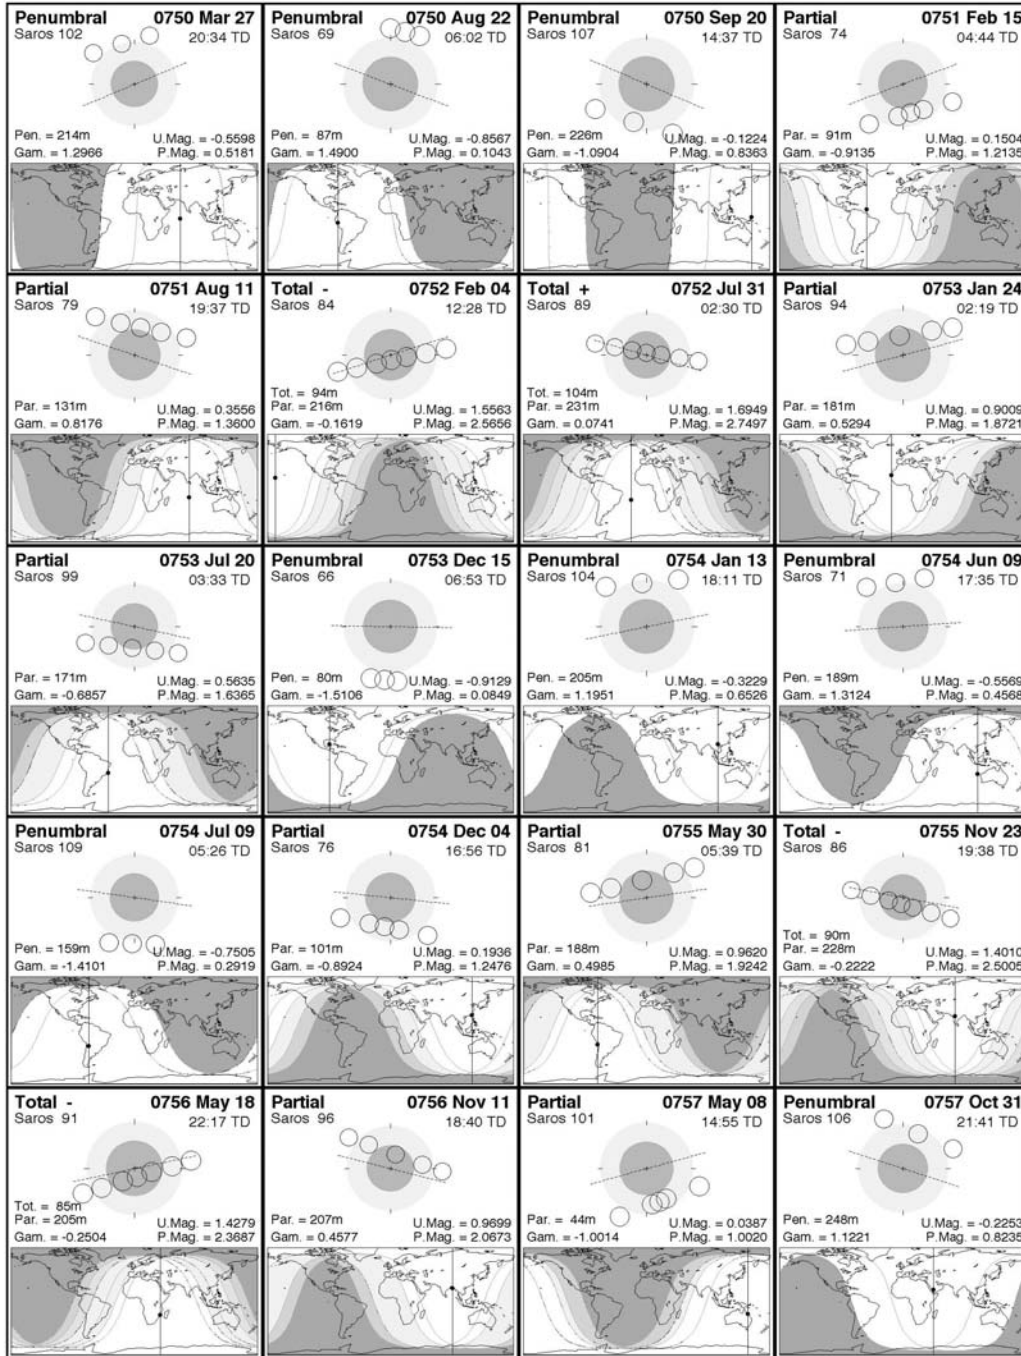 Penumbral 0750 Mar 27
Saros 102 20:34 TD
Pen. = 214m U.Mag. = -0.5598
Gam. = 1.2966 P.Mag. = 0.5181
Penumbral 0750 Aug 22
Saros 69 06:02 TD
Pen. = 87m U.Mag. = -0.8567
Gam. = 1.4900 P.Mag. = 0.1043
Penumbral 0750 Sep 20
Saros 107 14:37 TD
Pen. = 226m U.Mag. = -0.1224
Gam. = -1.0904 P.Mag. = 0.8363
Partial 0751 Feb 15
Saros 74 04:44 TD
Par. = 91m U.Mag. = 0.1504
Gam. = -0.9135 P.Mag. = 1.2135
Partial 0751 Aug 11
Saros 79 19:37 TD
Par. = 131m U.Mag. = 0.3556
Gam. = 0.8176 P.Mag. = 1.3600
Total - 0752 Feb 04
Saros 84 12:28 TD
Tot. = 94m
Par. = 216m U.Mag. = 1.5563
Gam. = -0.1619 P.Mag. = 2.5656
Total + 0752 Jul 31
Saros 89 02:30 TD
Tot. = 104m
Par. = 231m U.Mag. = 1.6949
Gam. = 0.0741 P.Mag. = 2.7497
Partial 0753 Jan 24
Saros 94 02:19 TD
Par. = 181m U.Mag. = 0.9009
Gam. = 0.5294 P.Mag. = 1.8721
Partial 0753 Jul 20
Saros 99 03:33 TD
Par. = 171m U.Mag. = 0.5635
Gam. = -0.6857 P.Mag. = 1.6365
Penumbral 0753 Dec 15
Saros 66 06:53 TD
Pen. = 80m U.Mag. = -0.9129
Gam. = -1.5106 P.Mag. = 0.0849
Penumbral 0754 Jan 13
Saros 104 18:11 TD
Pen. = 205m U.Mag. = -0.3229
Gam. = 1.1951 P.Mag. = 0.6526
Penumbral 0754 Jun 09
Saros 71 17:35 TD
Pen. = 189m U.Mag. = -0.5569
Gam. = 1.3124 P.Mag. = 0.4568
Penumbral 0754 Jul 09
Saros 109 05:26 TD
Pen. = 159m U.Mag. = -0.7505
Gam. = -1.4101 P.Mag. = 0.2919
Partial 0754 Dec 04
Saros 76 16:56 TD
Par. = 101m U.Mag. = 0.1936
Gam. = -0.8924 P.Mag. = 1.2476
Partial 0755 May 30
Saros 81 05:39 TD
Par. = 188m U.Mag. = 0.9620
Gam. = 0.4985 P.Mag. = 1.9242
Total - 0755 Nov 23
Saros 86 19:38 TD
Tot. = 90m
Par. = 228m U.Mag. = 1.4010
Gam. = -0.2222 P.Mag. = 2.5005
Total - 0756 May 18
Saros 91 22:17 TD
Tot. = 85m
Par. = 205m U.Mag. = 1.4279
Gam. = -0.2504 P.Mag. = 2.3687
Partial 0756 Nov 11
Saros 96 18:40 TD
Par. = 207m U.Mag. = 0.9699
Gam. = 0.4577 P.Mag. = 2.0673
Partial 0757 May 08
Saros 101 14:55 TD
Par. = 44m U.Mag. = 0.0387
Gam. = -1.0014 P.Mag. = 1.0020
Penumbral 0757 Oct 31
Saros 106 21:41 TD
Pen. = 248m U.Mag. = -0.2253
Gam. = 1.1221 P.Mag. = 0.8235